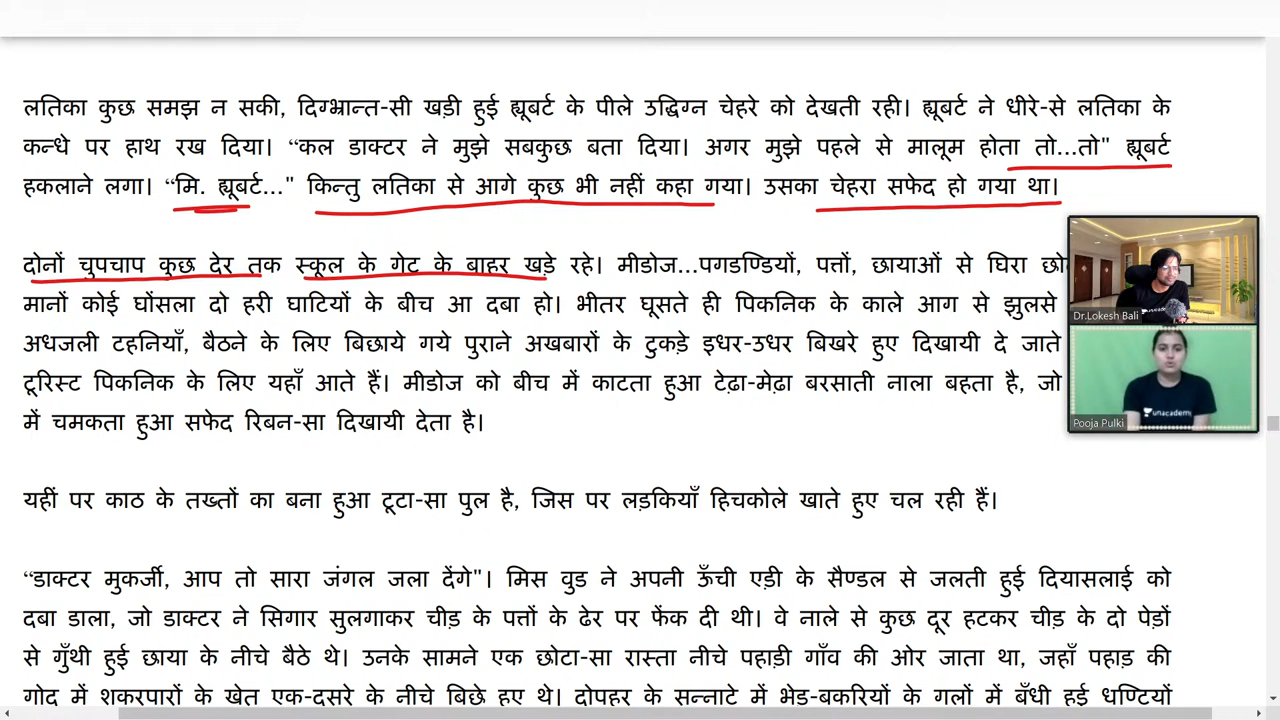 लतिका कुछ समझ न सकी, दिग्भ्रान्त-सी खड़ी हुई ह्यूबर्ट के पीले उद्विग्न चेहरे को देखती रही। ह्यूबर्ट ने धीरे-से लतिका के
कन्धे पर हाथ रख दिया। “कल डाक्टर ने मुझे सबकुछ बता दिया। अगर मुझे पहले से मालूम होता तो...तो" ह्यूबर्ट
हकलाने लगा। “मि. ह्यूबर्ट..." किन्तु लतिका से आगे कुछ भी नहीं कहा गया। उसका चेहरा सफेद हो गया था।
दोनों चुपचाप कुछ देर तक स्कूल के गेट के बाहर खड़े रहे। मीडोज...पगडण्डियों, पत्तों, छायाओं से घिरा
मानों कोई घोंसला दो हरी घाटियों के बीच आ दबा हो। भीतर घूसते ही पिकनिक के काले आग से झुलसे
अधजली टहनियाँ, बैठने के लिए बिछाये गये पुराने अखबारों के टुकड़े इधर-उधर बिखरे हुए दिखायी दे जाते
टूरिस्ट पिकनिक के लिए यहाँ आते हैं। मीडोज को बीच में काटता हुआ टेढ़ा-मेढ़ा बरसाती नाला बहता है, जो
में चमकता हुआ सफेद रिबन-सा दिखायी देता है।
Dr.Lokesh Bali
unacademy
Pooja Pulki
यहीं पर काठ के तख्तों का बना हुआ टूटा-सा पुल है, जिस पर लड़कियाँ हिचकोले खाते हुए चल रही हैं।
“डाक्टर मुकर्जी, आप तो सारा जंगल जला देंगे"। मिस वुड ने अपनी ऊँची एड़ी के सैण्डल से जलती हुई दियासलाई को
दबा डाला, जो डाक्टर ने सिगार सुलगाकर चीड़ के पत्तों के ढेर पर फेंक दी थी। वे नाले से कुछ दूर हटकर चीड़ के दो पेड़ों
से गुँथी हुई छाया के नीचे बैठे थे। उनके सामने एक छोटा-सा रास्ता नीचे पहाड़ी गाँव की ओर जाता था, जहाँ पहाड़ की
गोद में शकरपारों के खेत एक-दूसरे के नीचे बिछे हुए थे। दोपहर के सन्नाटे में भेड़-बकरियों के गलों में बँधी हुई घण्टियों